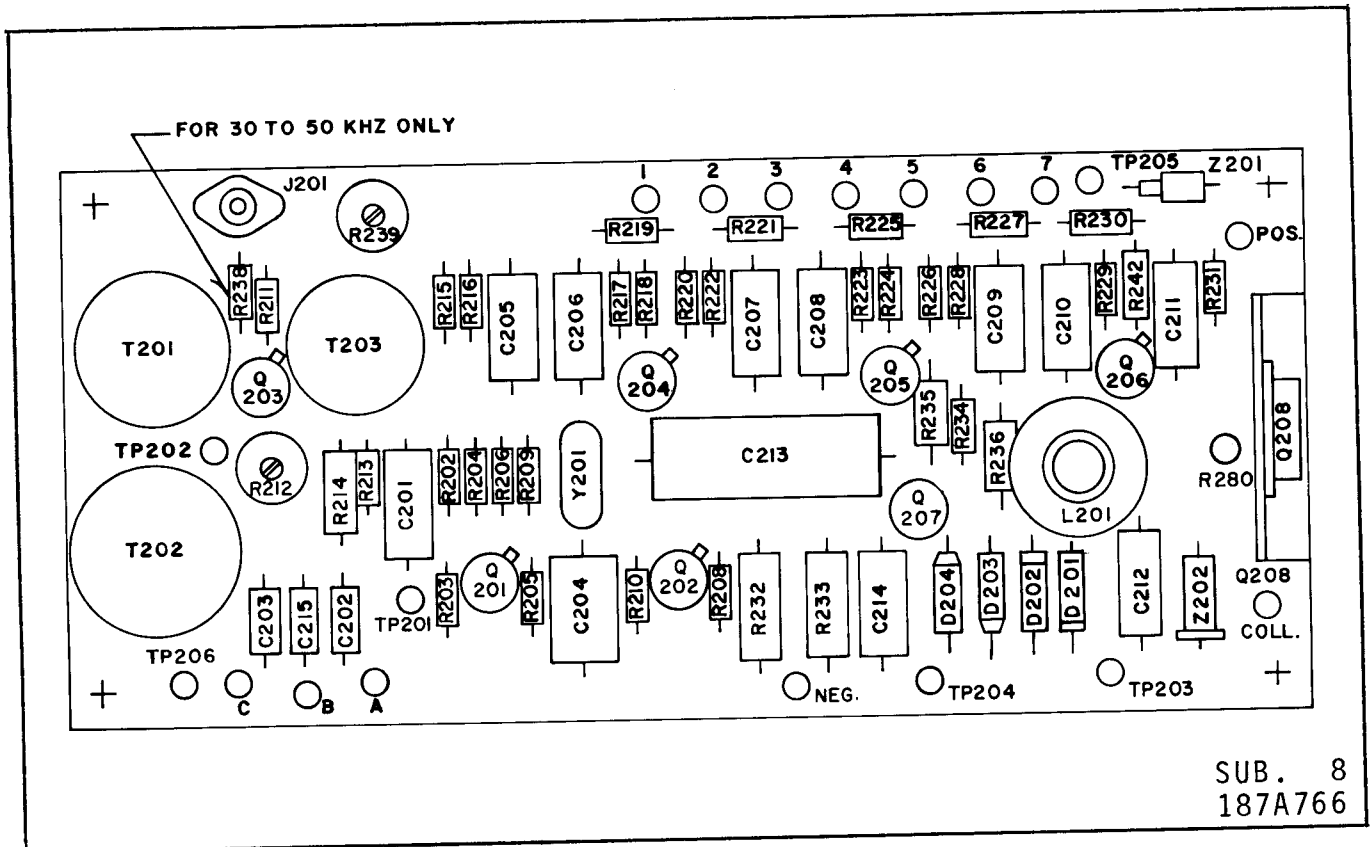 FOR 30 TO 50 KHZ ONLY
J201
R239
1
2
3
4
5
6
7
TP205
Z201
R219
R221
R225
R227
R230
POS.
R238
R211
R215
R216
C205
C206
R217
R218
R220
R222
C207
C208
R223
R224
R226
R228
C209
C210
R229
R242
C211
R231
T201
T203
Q
203
Q
204
Q
205
Q
206
R235
R234
R236
Q208
TP202
R212
R214
R213
C201
R202
R204
R206
R209
Y201
C213
Q
207
L201
R280
T202
C203
C215
C202
TP201
R203
Q
201
R205
C204
R210
Q
202
R208
R232
R233
C214
D204
D203
D202
D201
C212
Z202
Q208
COLL.
TP206
C
B
A
NEG.
TP204
TP203
SUB. 8
187A766